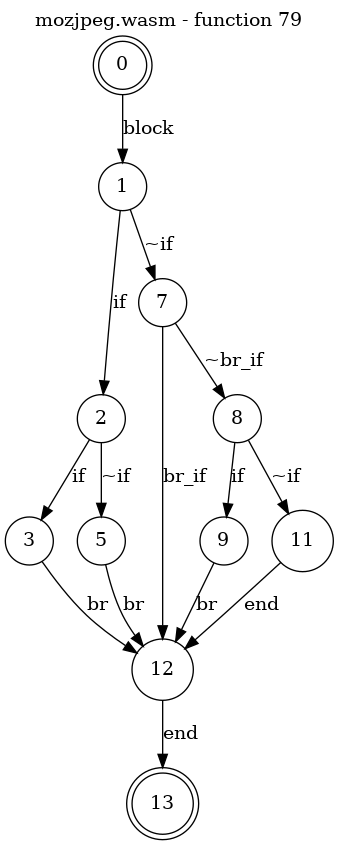 mozjpeg.wasm - function 79
0
block
1
~if
if
7
~br_if
2
8
if
~if
br_if
if
~if
3
5
9
11
br
br
br
end
12
end
13